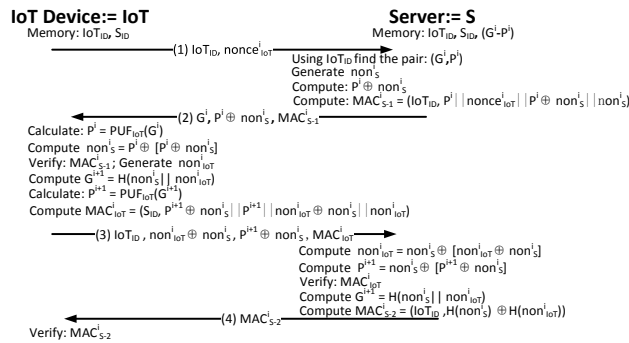 IoT Device:= IoT
Server:= S
Memory: IoT_ID, S_ID
Memory: IoT_ID, S_ID, (G^i-P^i)
(1) IoT_ID, nonce^i_IoT
Using IoT_ID find the pair: (G^i,P^i)
Generate non^i_S
Compute: P^i ⊕ non^i_S
Compute: MAC^i_S-1 = (IoT_ID, P^i||nonce^i_IoT||P^i ⊕ non^i_S||non^i_S)
(2) G^i, P^i ⊕ non^i_S, MAC^i_S-1
Calculate: P^i = PUF_IoT(G^i)
Compute non^i_S = P^i ⊕ [P^i ⊕ non^i_S]
Verify: MAC^i_S-1; Generate non^i_IoT
Compute G^i+1 = H(non^i_S|| non^i_IoT)
Calculate: P^i+1 = PUF_IoT(G^i+1)
Compute MAC^i_IoT = (S_ID, P^i+1 ⊕ non^i_S||P^i+1||non^i_IoT ⊕ non^i_S||non^i_IoT)
(3) IoT_ID, non^i_IoT ⊕ non^i_S, P^i+1 ⊕ non^i_S, MAC^i_IoT
Compute non^i_IoT = non^i_S ⊕ [non^i_IoT ⊕ non^i_S]
Compute P^i+1 = non^i_S ⊕ [P^i+1 ⊕ non^i_S]
Verify: MAC^i_IoT
Compute G^i+1 = H(non^i_S|| non^i_IoT)
Compute MAC^i_S-2 = (IoT_ID ,H(non^i_S) ⊕H(non^i_IoT))
(4) MAC^i_S-2
Verify: MAC^i_S-2